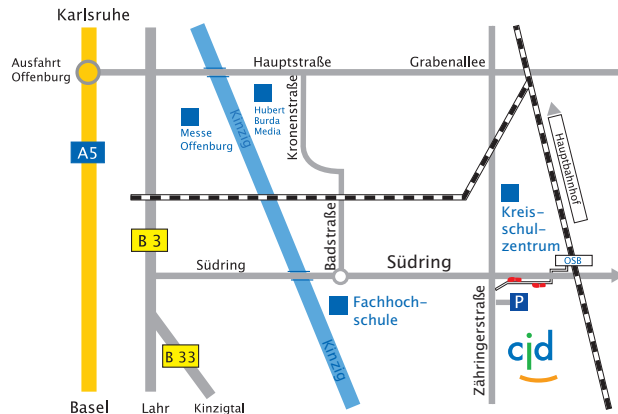 Karlsruhe
Ausfahrt
Offenburg
Hauptstraße
Grabenallee
Kronenstraße
Hubert
Burda
Media
Messe
Offenburg
Kinzig
A5
Hauptbahnhof
Kreis-
schul-
zentrum
B 3
Badstraße
Südring
Südring
OSB
Fachhoch-
schule
P
Zähringerstraße
cjd
B 33
Kinzig
Basel
Lahr
Kinzigtal